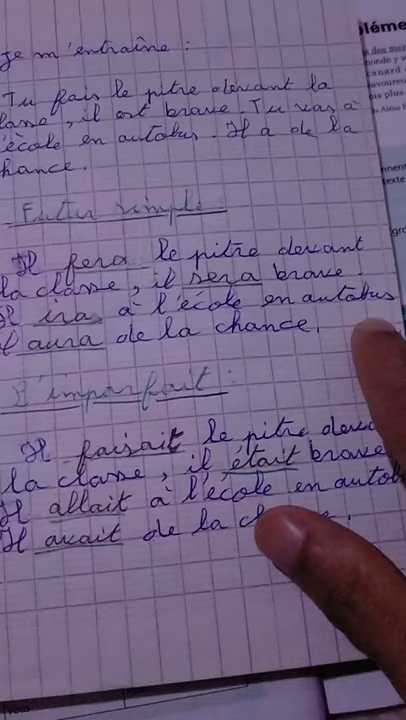 Je m'entraîne :
Tu fais le pitre devant la
classe, il est brave. Tu vas à
l'école en autobus. Il a de la
chance.
Futur simple :
Il fera le pitre devant
la classe, il sera brave.
Il ira à l'école en autobus
Il aura de la chance.
L'imparfait :
Il faisait le pitre deva
la classe, il était brave
Il allait à l'école en autob
Il avait de la ch e.